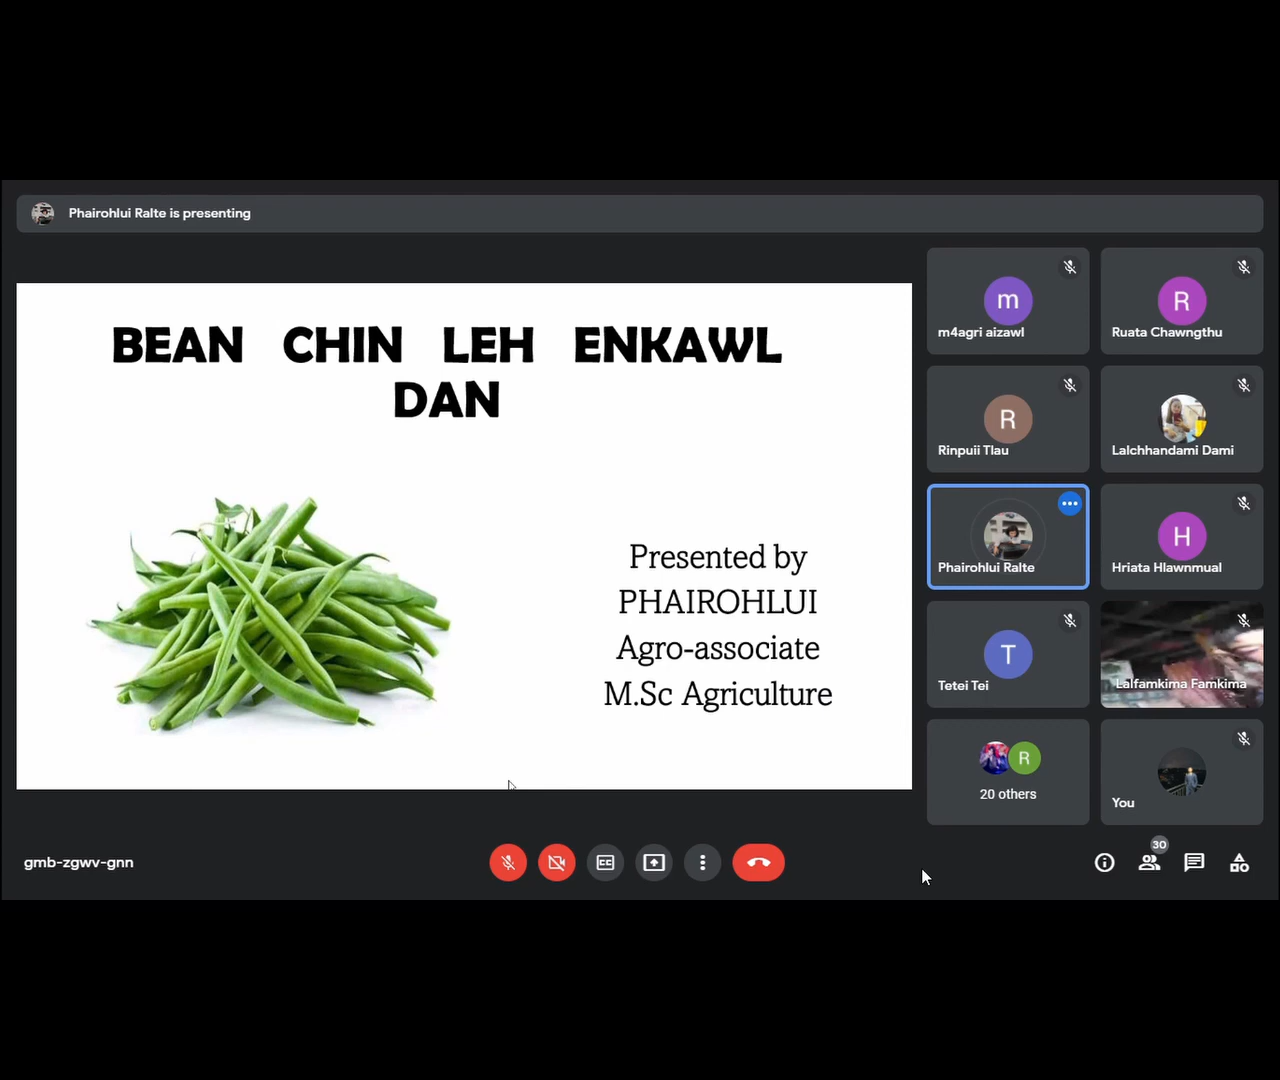 Phairohlui Ralte is presenting
BEAN CHIN LEH ENKAWL
DAN
Presented by
PHAIROHLUI
Agro-associate
M.Sc Agriculture
m
m4agri aizawl
R
Ruata Chawngthu
R
Rinpuii Tlau
Lalchhandami Dami
Phairohlui Ralte
H
Hriata Hlawnmual
T
Tetei Tei
Lalfamkima Famkima
R
20 others
You
gmb-zgwv-gnn
CC
30